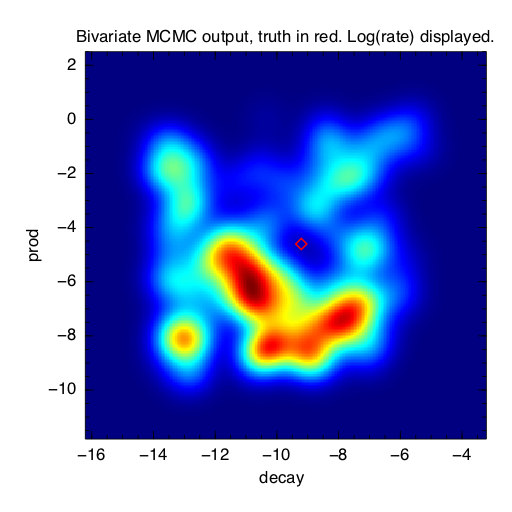 Bivariate MCMC output, truth in red. Log(rate) displayed.
2
0
−2
−4
−6
−8
−10
prod
−16 −14 −12 −10 −8 −6 −4
decay